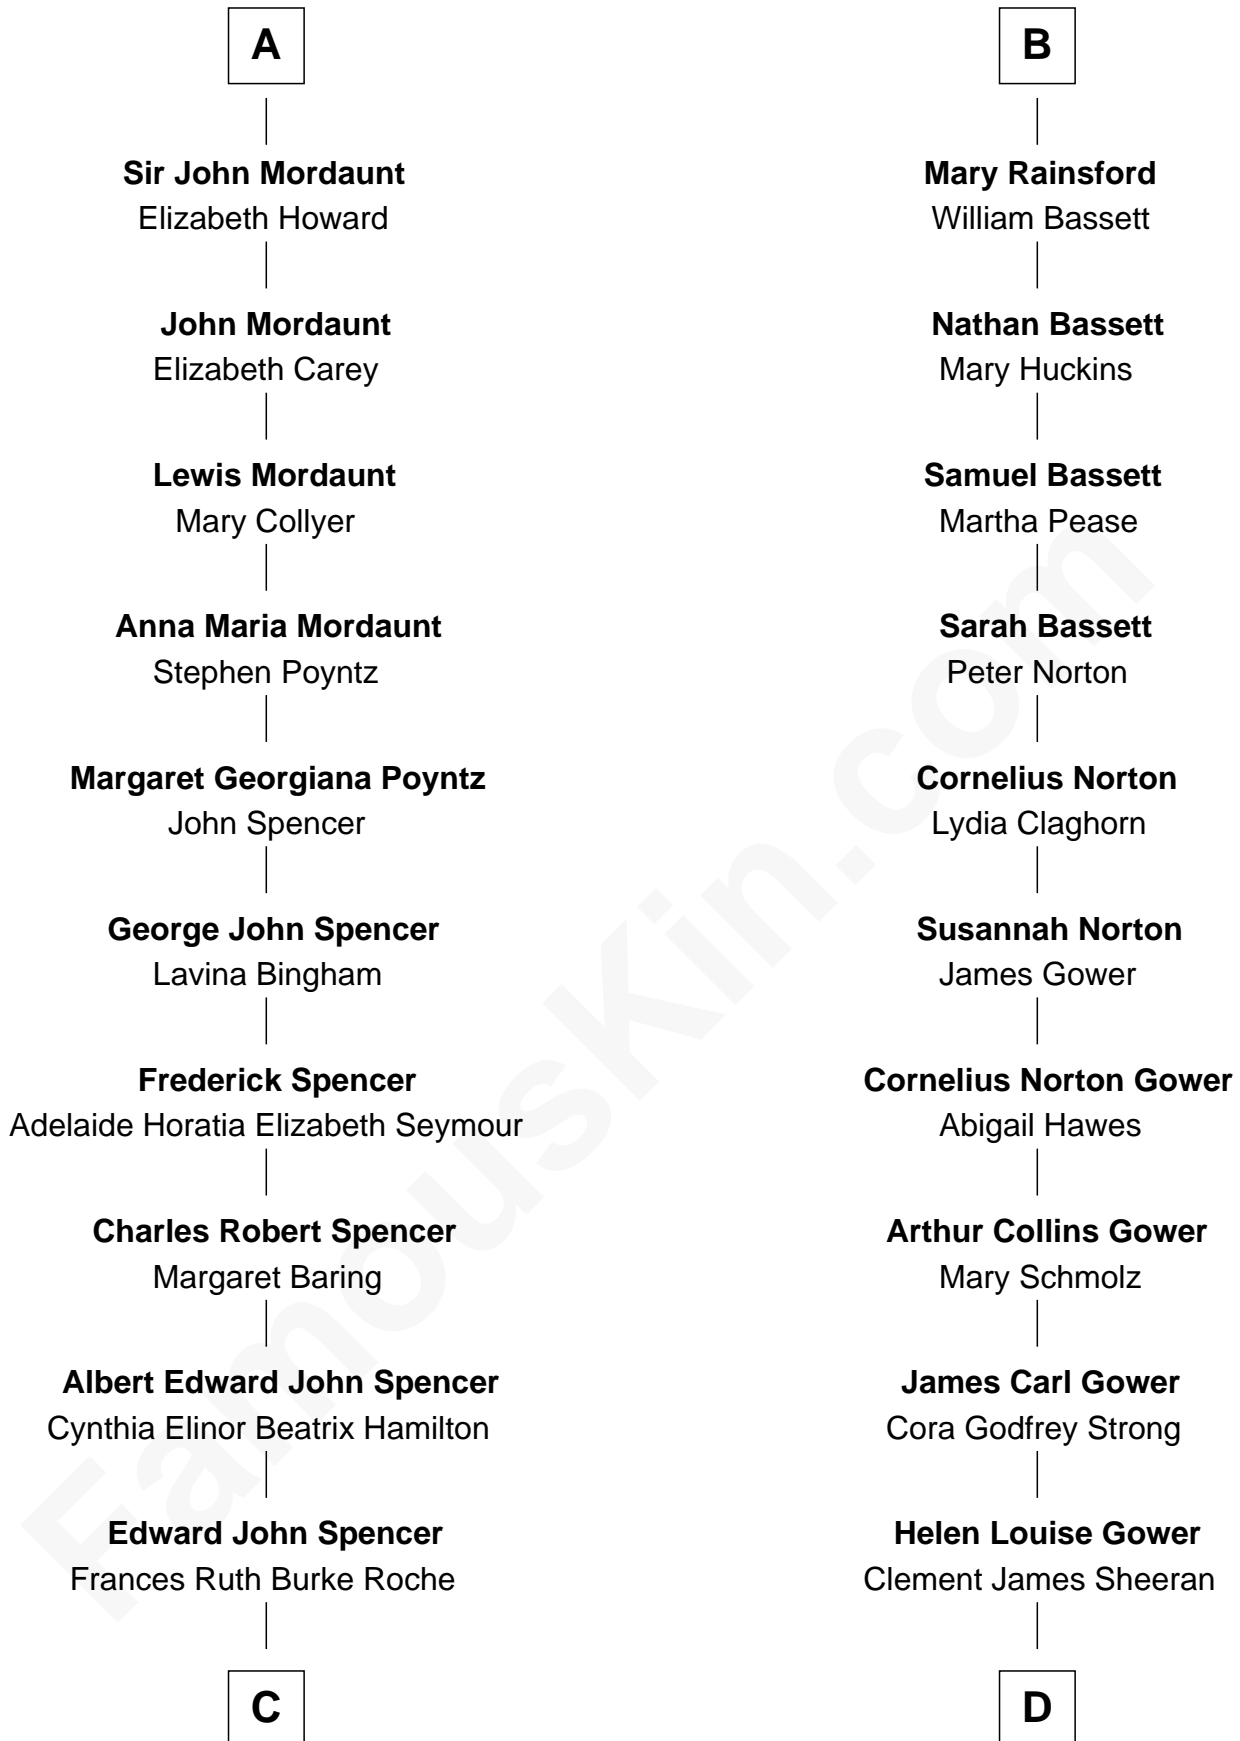 A
Sir John Mordaunt
Elizabeth Howard
John Mordaunt
Elizabeth Carey
Lewis Mordaunt
Mary Collyer
Anna Maria Mordaunt
Stephen Poyntz
Margaret Georgiana Poyntz
John Spencer
George John Spencer
Lavina Bingham
Frederick Spencer
Adelaide Horatia Elizabeth Seymour
Charles Robert Spencer
Margaret Baring
Albert Edward John Spencer
Cynthia Elinor Beatrix Hamilton
Edward John Spencer
Frances Ruth Burke Roche
C
B
Mary Rainsford
William Bassett
Nathan Bassett
Mary Huckins
Samuel Bassett
Martha Pease
Sarah Bassett
Peter Norton
Cornelius Norton
Lydia Claghorn
Susannah Norton
James Gower
Cornelius Norton Gower
Abigail Hawes
Arthur Collins Gower
Mary Schmolz
James Carl Gower
Cora Godfrey Strong
Helen Louise Gower
Clement James Sheeran
D
FamousKin.com